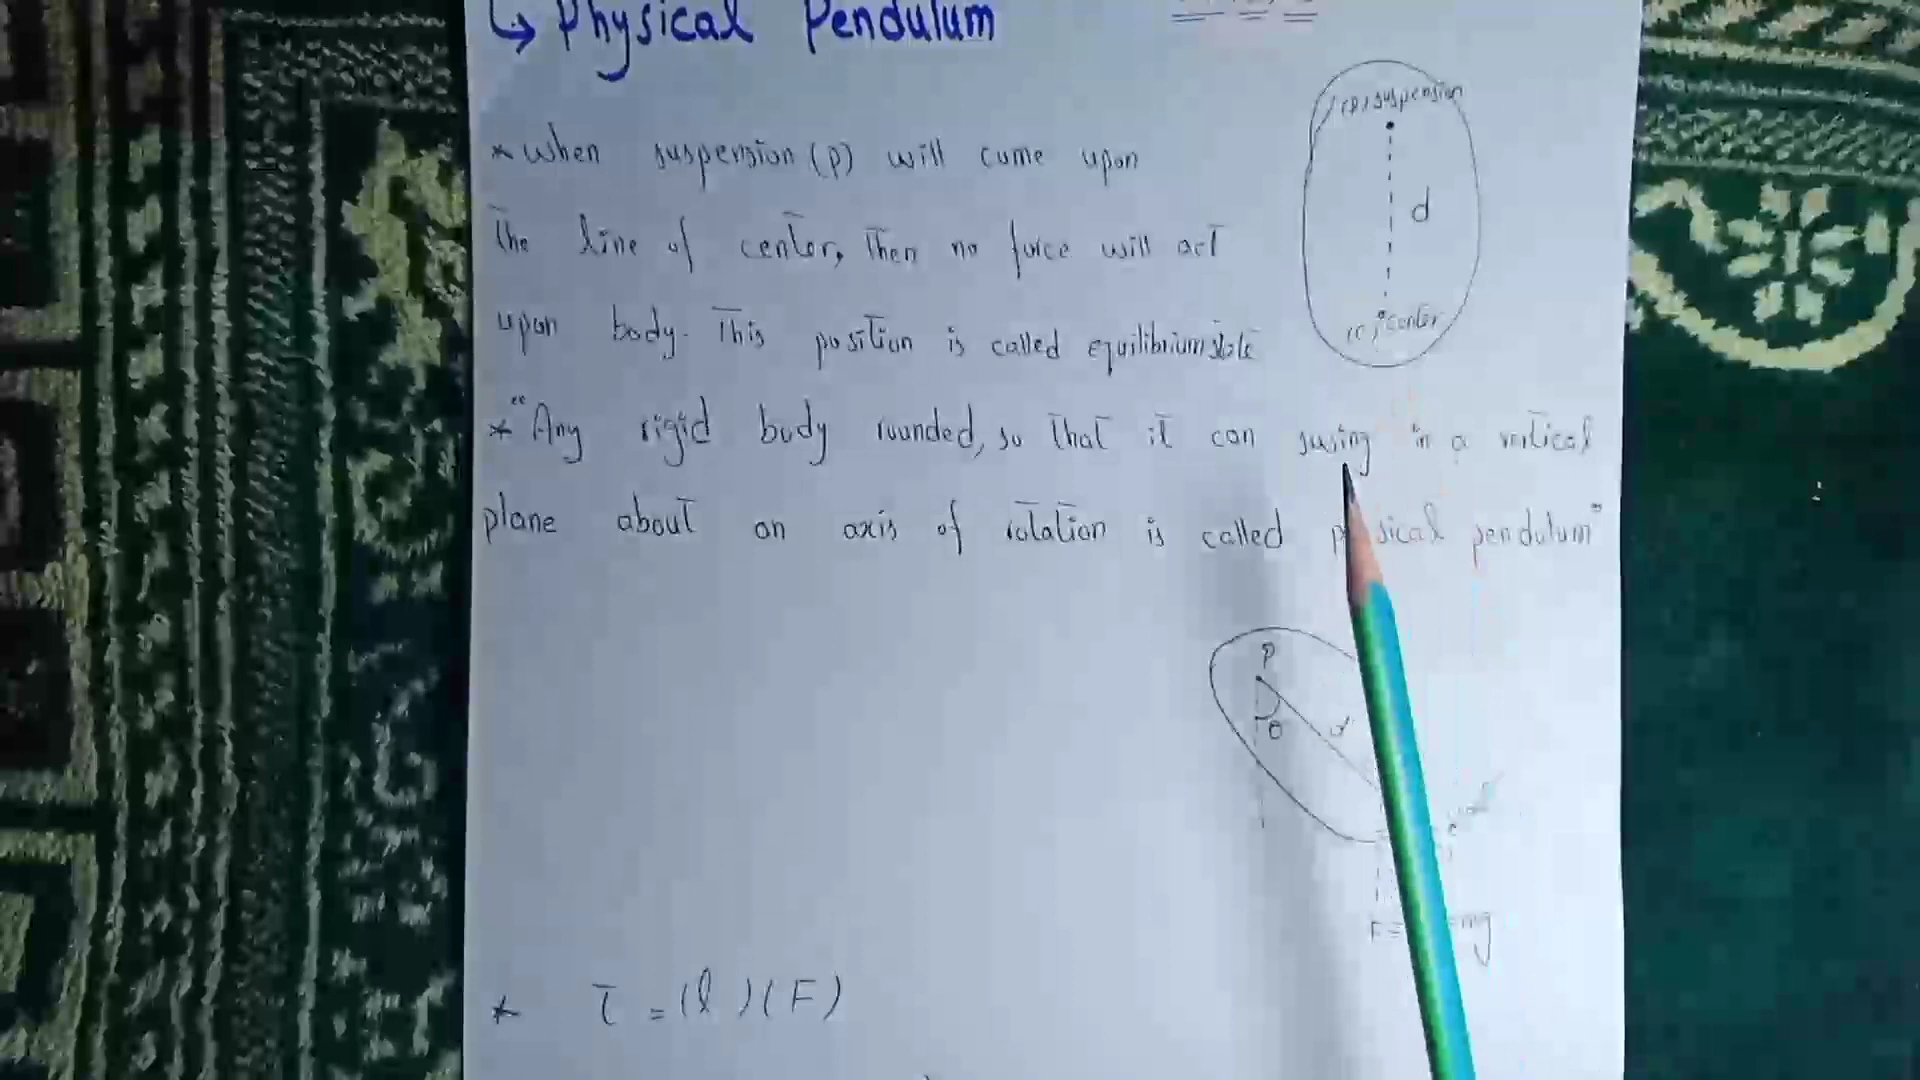 ↳ Physical Pendulum
(P) suspension
* When suspension (P) will come upon
d
the line of center, then no force will act
upon body. This position is called equilibrium state
(c) center
* "Any rigid body rounded, so that it can swing in a vertical
plane about an axis of rotation is called physical pendulum"
P
θ d
F = mg
* τ = (l)(F)